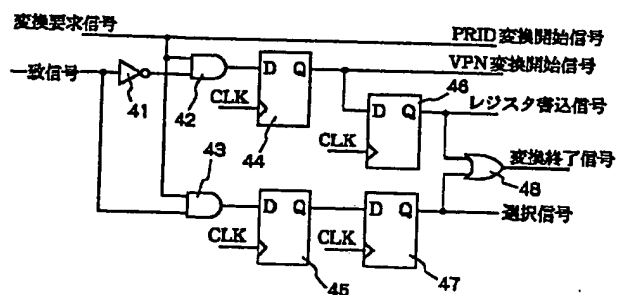 変換要求信号
PRID変換開始信号
VPN変換開始信号
一致信号
41
42
D Q
CLK
44
46
D Q
レジスタ書込信号
CLK
変換終了信号
48
43
D Q
CLK
45
D Q
CLK
47
選択信号